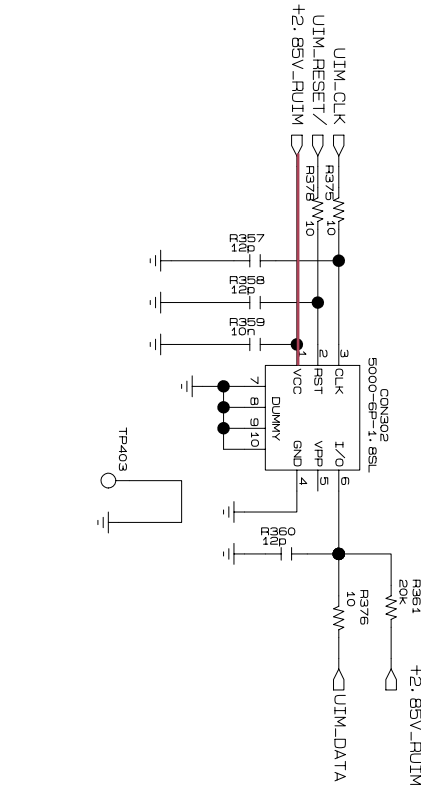 UIM_CLK
UIM_RESET/
+2.85V_RUIM
R375
10
R378
10
R357
12p
R358
12p
R359
10n
1
2
3
VCC
RST
CLK
CON302
5000-6P-1.8SL
7
8
9
10
DUMMY
GND
VPP
I/O
4
5
6
TP403
R360
12p
R376
10
R361
20K
+2.85V_RUIM
UIM_DATA